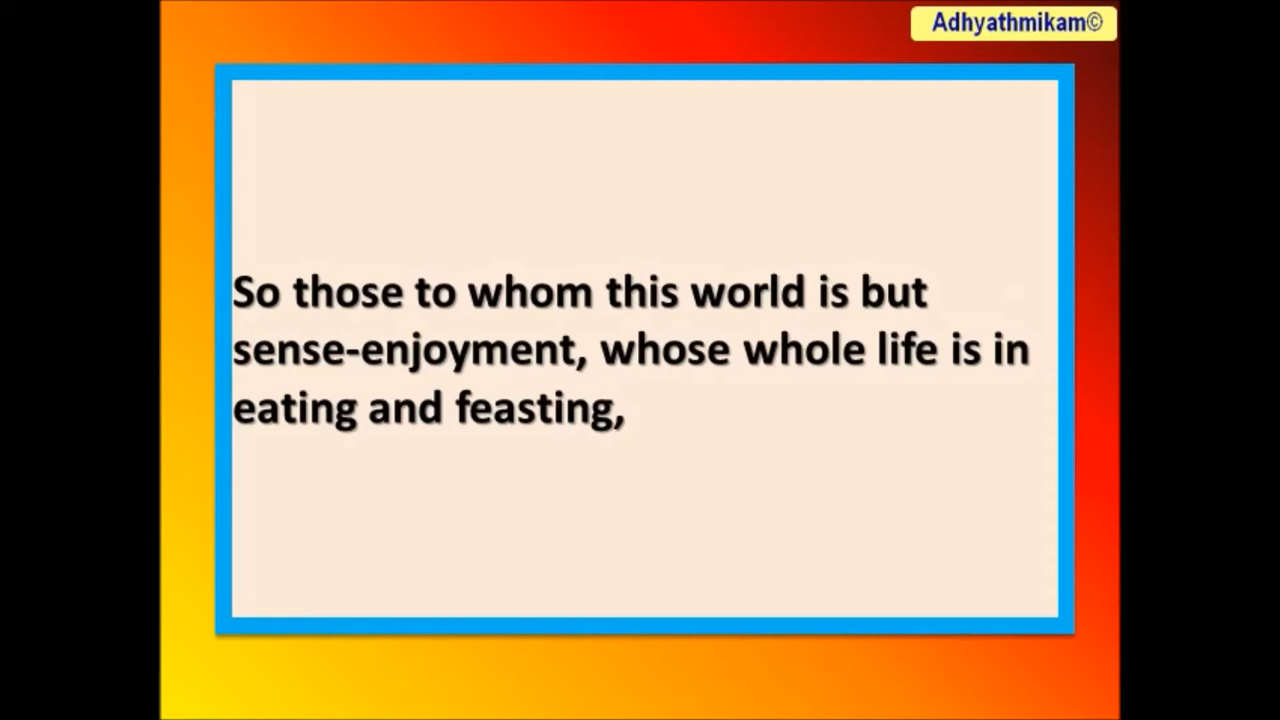 Adhyathmikam©
So those to whom this world is but
sense-enjoyment, whose whole life is in
eating and feasting,